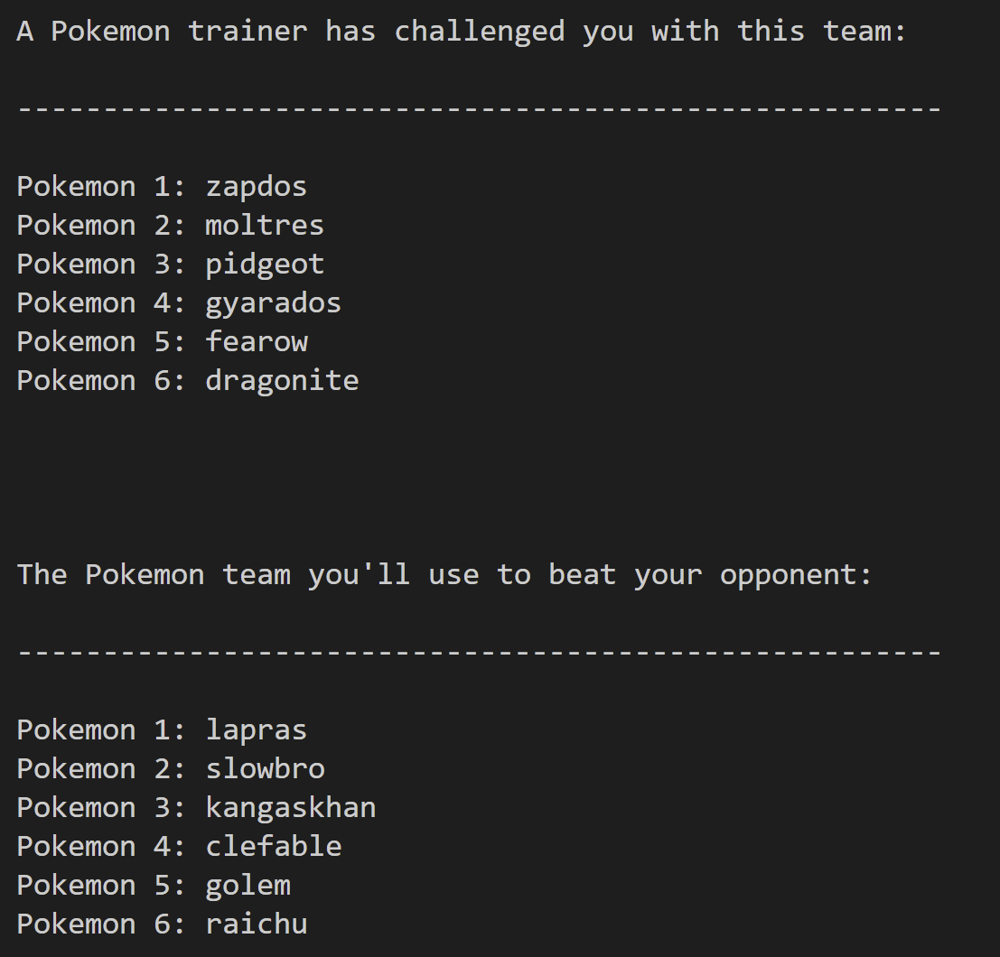 A Pokemon trainer has challenged you with this team:
------------------------------------------------------
Pokemon 1: zapdos
Pokemon 2: moltres
Pokemon 3: pidgeot
Pokemon 4: gyarados
Pokemon 5: fearow
Pokemon 6: dragonite
The Pokemon team you'll use to beat your opponent:
------------------------------------------------------
Pokemon 1: lapras
Pokemon 2: slowbro
Pokemon 3: kangaskhan
Pokemon 4: clefable
Pokemon 5: golem
Pokemon 6: raichu